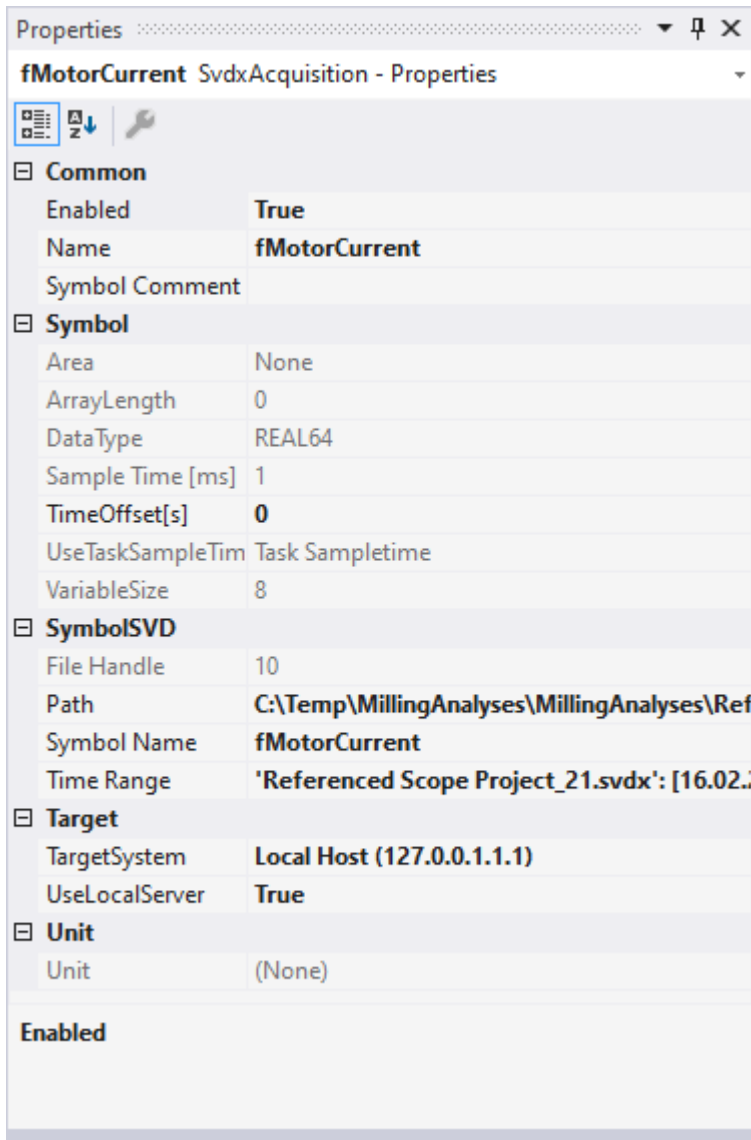 Properties
fMotorCurrent SvdxAcquisition - Properties
Common
Enabled True
Name fMotorCurrent
Symbol Comment
Symbol
Area None
ArrayLength 0
DataType REAL64
Sample Time [ms] 1
TimeOffset[s] 0
UseTaskSampleTim Task Sampletime
VariableSize 8
SymbolSVD
File Handle 10
Path C:\Temp\MillingAnalyses\MillingAnalyses\Ref
Symbol Name fMotorCurrent
Time Range 'Referenced Scope Project_21.svdx': [16.02.2
Target
TargetSystem Local Host (127.0.0.1.1.1)
UseLocalServer True
Unit
Unit (None)
Enabled